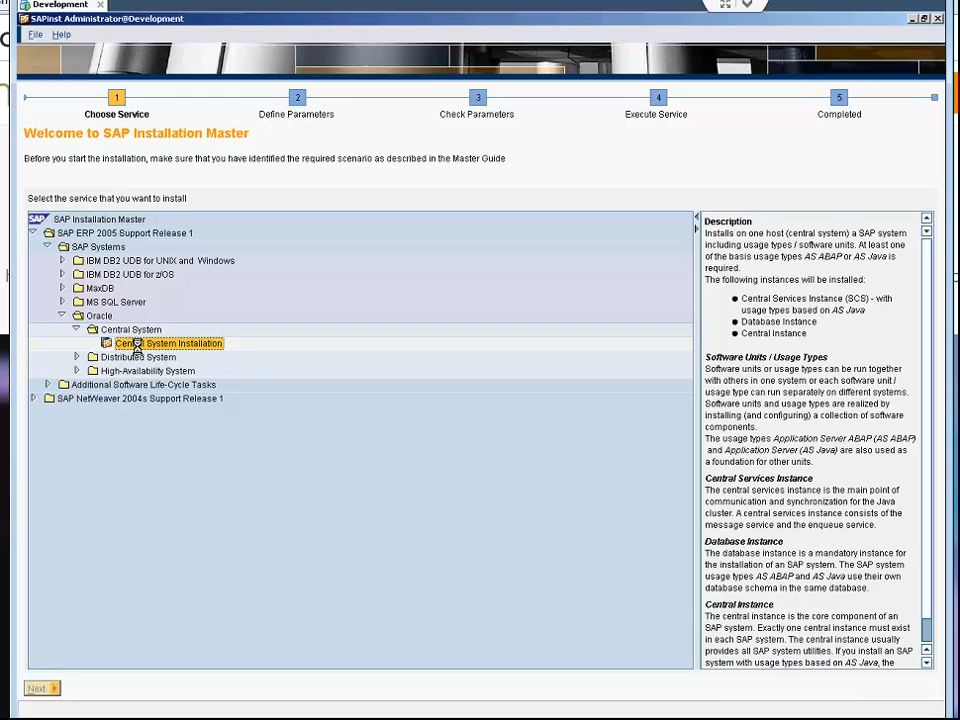 Development
SAPinst Administrator@Development
File Help
1 2 3 4 5
Choose Service Define Parameters Check Parameters Execute Service Completed
Welcome to SAP Installation Master
Before you start the installation, make sure that you have identified the required scenario as described in the Master Guide
Select the service that you want to install
SAP SAP Installation Master
SAP ERP 2005 Support Release 1
SAP Systems
IBM DB2 UDB for UNIX and Windows
IBM DB2 UDB for z/OS
MaxDB
MS SQL Server
Oracle
Central System
Central System Installation
Distributed System
High-Availability System
Additional Software Life-Cycle Tasks
SAP NetWeaver 2004s Support Release 1
Description
Installs on one host (central system) a SAP system
including usage types / software units. At least one
of the basis usage types AS ABAP or AS Java is
required.
The following instances will be installed:
Central Services Instance (SCS) - with
usage types based on AS Java
Database Instance
Central Instance
Software Units / Usage Types
Software units or usage types can be run together
with others in one system or each software unit /
usage type can run separately on different systems.
Software units and usage types are realized by
installing (and configuring) a collection of software
components.
The usage types Application Server ABAP (AS ABAP)
and Application Server (AS Java) are also used as
a foundation for other units.
Central Services Instance
The central services instance is the main point of
communication and synchronization for the Java
cluster. A central services instance consists of the
message service and the enqueue service.
Database Instance
The database instance is a mandatory instance for
the installation of an SAP system. The SAP system
usage types AS ABAP and AS Java use their own
database schema in the same database.
Central Instance
The central instance is the core component of an
SAP system. Exactly one central instance must exist
in each SAP system. The central instance usually
provides all SAP system utilities. If you install an SAP
system with usage types based on AS Java, the
Next